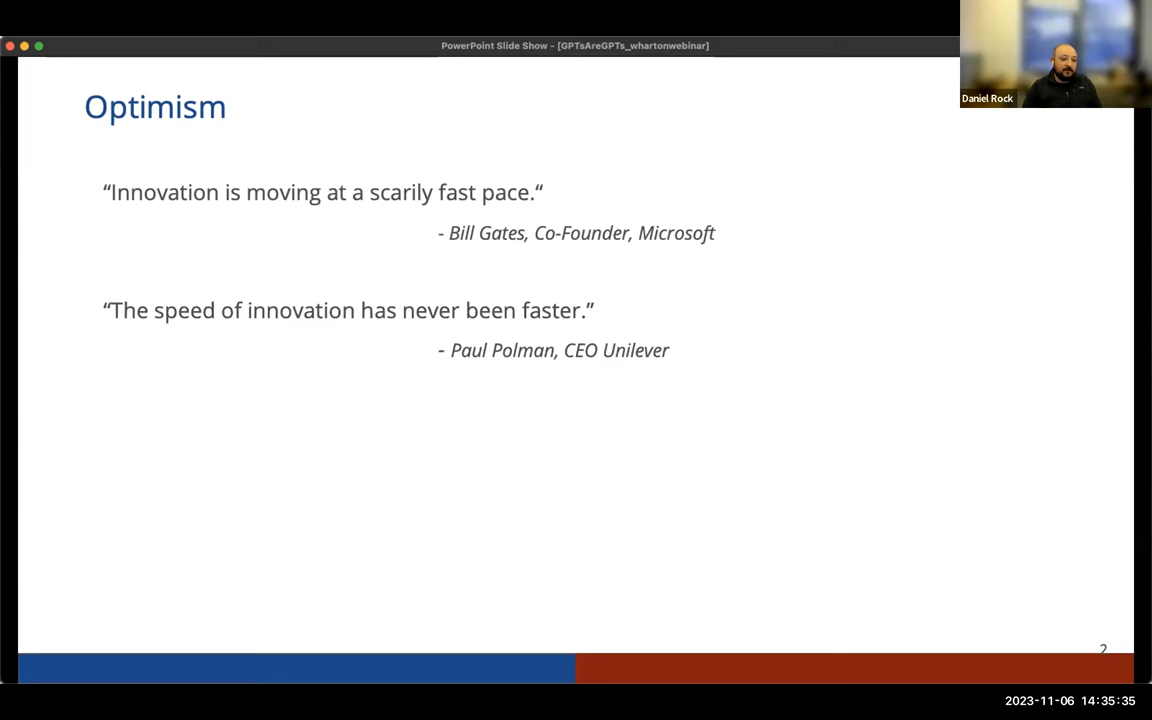 PowerPoint Slide Show - [GPTsAreGPTs_whartonwebinar]
Daniel Rock
Optimism
“Innovation is moving at a scarily fast pace.“
- Bill Gates, Co-Founder, Microsoft
“The speed of innovation has never been faster.”
- Paul Polman, CEO Unilever
2
2023-11-06 14:35:35